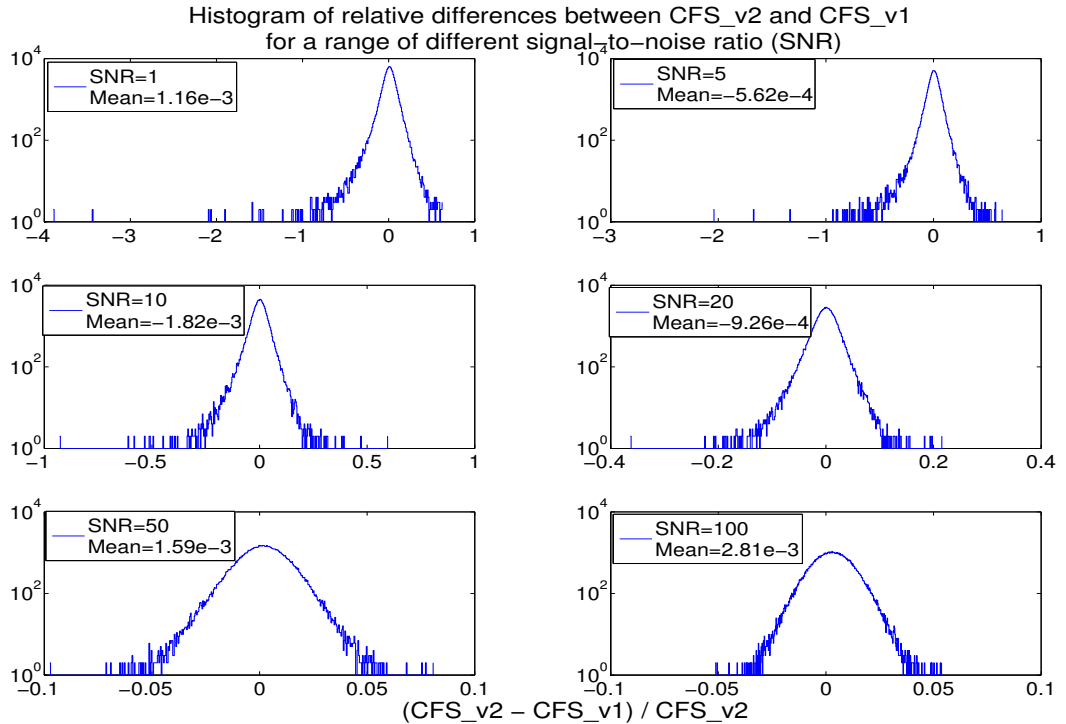 Histogram of relative differences between CFS_v2 and CFS_v1
for a range of different signal−to−noise ratio (SNR)
10^4
10^2
10^0
SNR=1
Mean=1.16e−3
−4 −3 −2 −1 0 1
10^4
10^2
10^0
SNR=5
Mean=−5.62e−4
−3 −2 −1 0 1
10^4
10^2
10^0
SNR=10
Mean=−1.82e−3
−1 −0.5 0 0.5 1
10^4
10^2
10^0
SNR=20
Mean=−9.26e−4
−0.4 −0.2 0 0.2 0.4
10^4
10^2
10^0
SNR=50
Mean=1.59e−3
−0.1 −0.05 0 0.05 0.1
10^4
10^2
10^0
SNR=100
Mean=2.81e−3
−0.1 −0.05 0 0.05 0.1
(CFS_v2 − CFS_v1) / CFS_v2